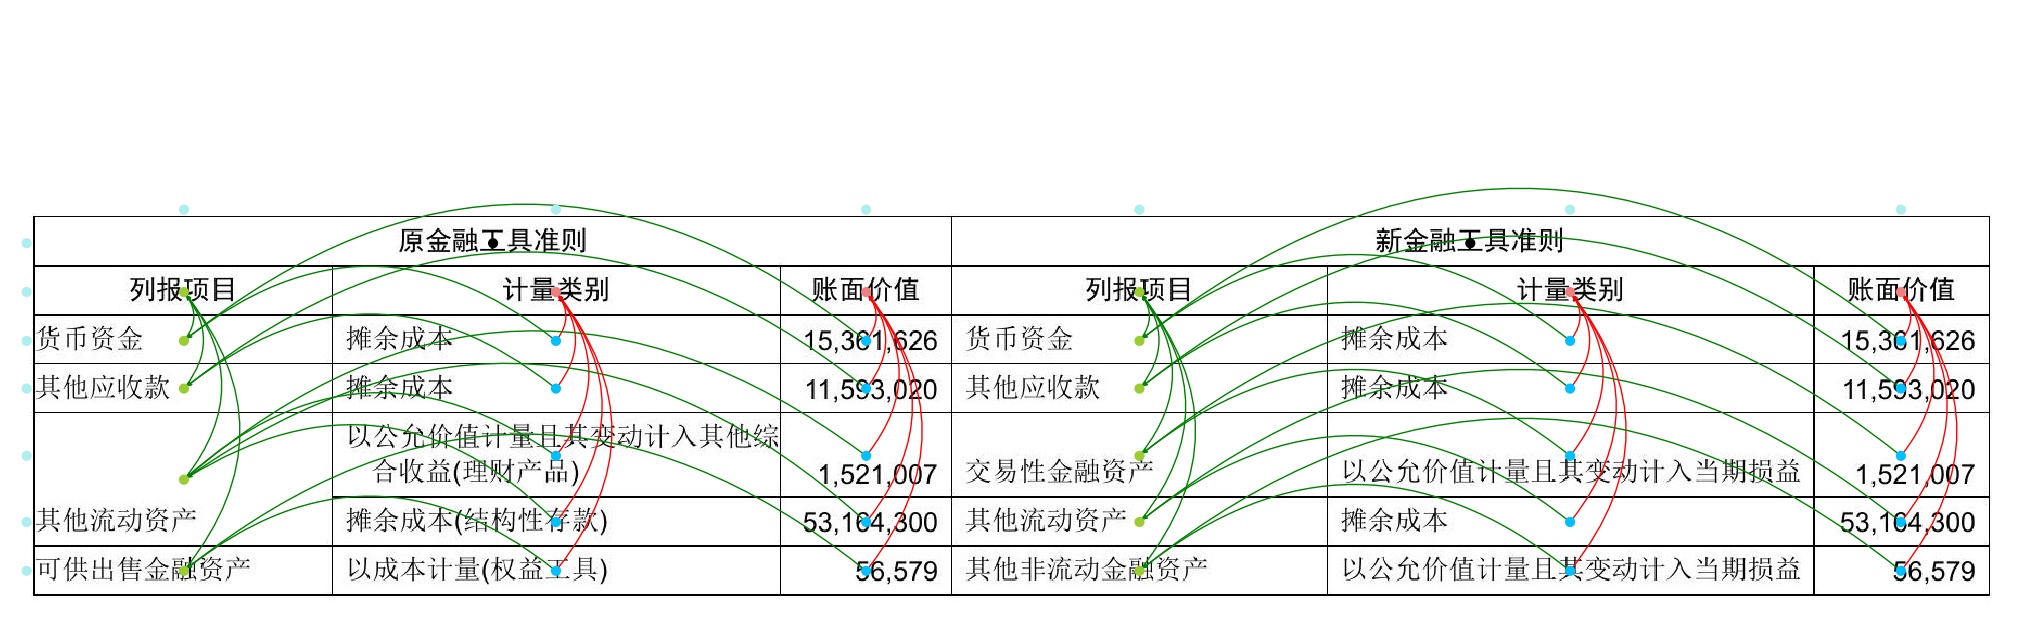 原金融工具准则 新金融工具准则
列报项目 计量类别 账面价值 列报项目 计量类别 账面价值
货币资金 摊余成本 15,361,626 货币资金 摊余成本 15,361,626
其他应收款 摊余成本 11,593,020 其他应收款 摊余成本 11,593,020
以公允价值计量且其变动计入其他综
合收益(理财产品) 1,521,007 交易性金融资产 以公允价值计量且其变动计入当期损益 1,521,007
其他流动资产 摊余成本(结构性存款) 53,164,300 其他流动资产 摊余成本 53,164,300
可供出售金融资产 以成本计量(权益工具) 56,579 其他非流动金融资产 以公允价值计量且其变动计入当期损益 56,579